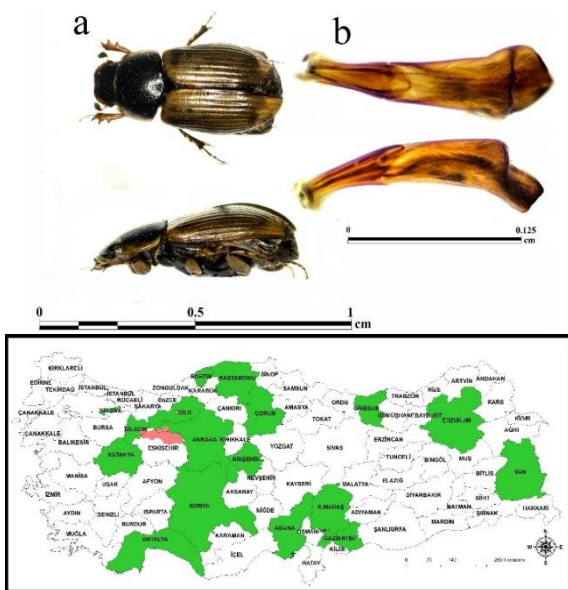 a
b
0 0.125
cm
0 0.5 1
cm
KIRKLARELİ
EDİRNE
TEKİRDAĞ
İSTANBUL
İSTANBUL
KOCAELİ
YALOVA
SAKARYA
DÜZCE
ZONGULDAK
BARTIN
KARABÜK
KASTAMONU
SİNOP
SAMSUN
ORDU
GİRESUN
TRABZON
RİZE
ARTVİN
ARDAHAN
KARS
IĞDIR
AĞRI
ÇANAKKALE
ÇANAKKALE
BALIKESİR
BURSA
BİLECİK
BOLU
ÇANKIRI
ÇORUM
AMASYA
TOKAT
GÜMÜŞHANE
BAYBURT
ERZURUM
ERZİNCAN
ESKİŞEHİR
KÜTAHYA
ANKARA
KIRIKKALE
YOZGAT
SİVAS
TUNCELİ
BİNGÖL
MUŞ
BİTLİS
VAN
MANİSA
UŞAK
AFYON
KIRŞEHİR
NEVŞEHİR
KAYSERİ
MALATYA
ELAZIĞ
DİYARBAKIR
BATMAN
SİİRT
ŞIRNAK
HAKKARİ
İZMİR
AYDIN
DENİZLİ
ISPARTA
BURDUR
KONYA
AKSARAY
NİĞDE
K.MARAŞ
ADIYAMAN
ŞANLIURFA
MARDİN
MUĞLA
ANTALYA
KARAMAN
İÇEL
ADANA
OSMANİYE
GAZİANTEP
KİLİS
HATAY
N
W E
S
0 70 140 280 Kilometers